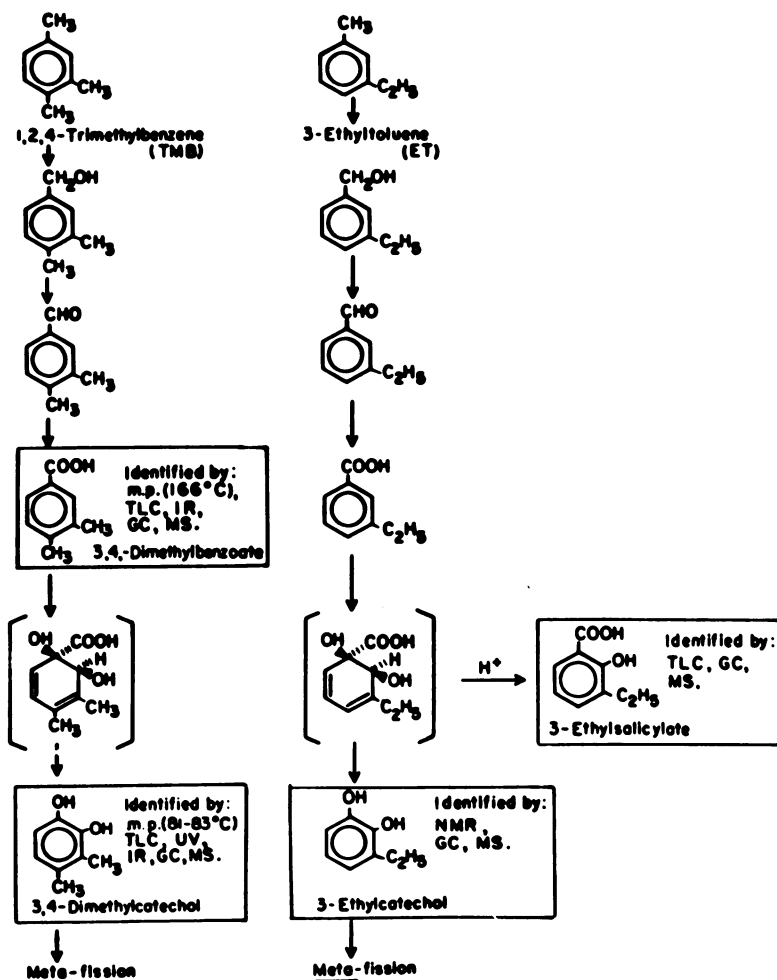 CH3
CH3
CH3
1,2,4-Trimethylbenzene
(TMB)
CH2OH
CH3
CH3
CHO
CH3
CH3
COOH
CH3
CH3
Identified by:
m.p.(166°C),
TLC, IR,
GC, MS.
3,4,-Dimethylbenzoate
OH
COOH
H
OH
CH3
CH3
OH
OH
CH3
CH3
Identified by:
m.p.(81-83°C)
TLC, UV,
IR,GC,MS.
3,4-Dimethylcatechol
Meta-fission
CH3
C2H5
3-Ethyltoluene
(ET)
CH2OH
C2H5
CHO
C2H5
COOH
C2H5
OH
COOH
H
OH
C2H5
H+
COOH
OH
C2H5
Identified by:
TLC, GC,
MS.
3-Ethylsalicylate
OH
OH
C2H5
Identified by:
NMR,
GC, MS.
3-Ethylcatechol
Meta-fission